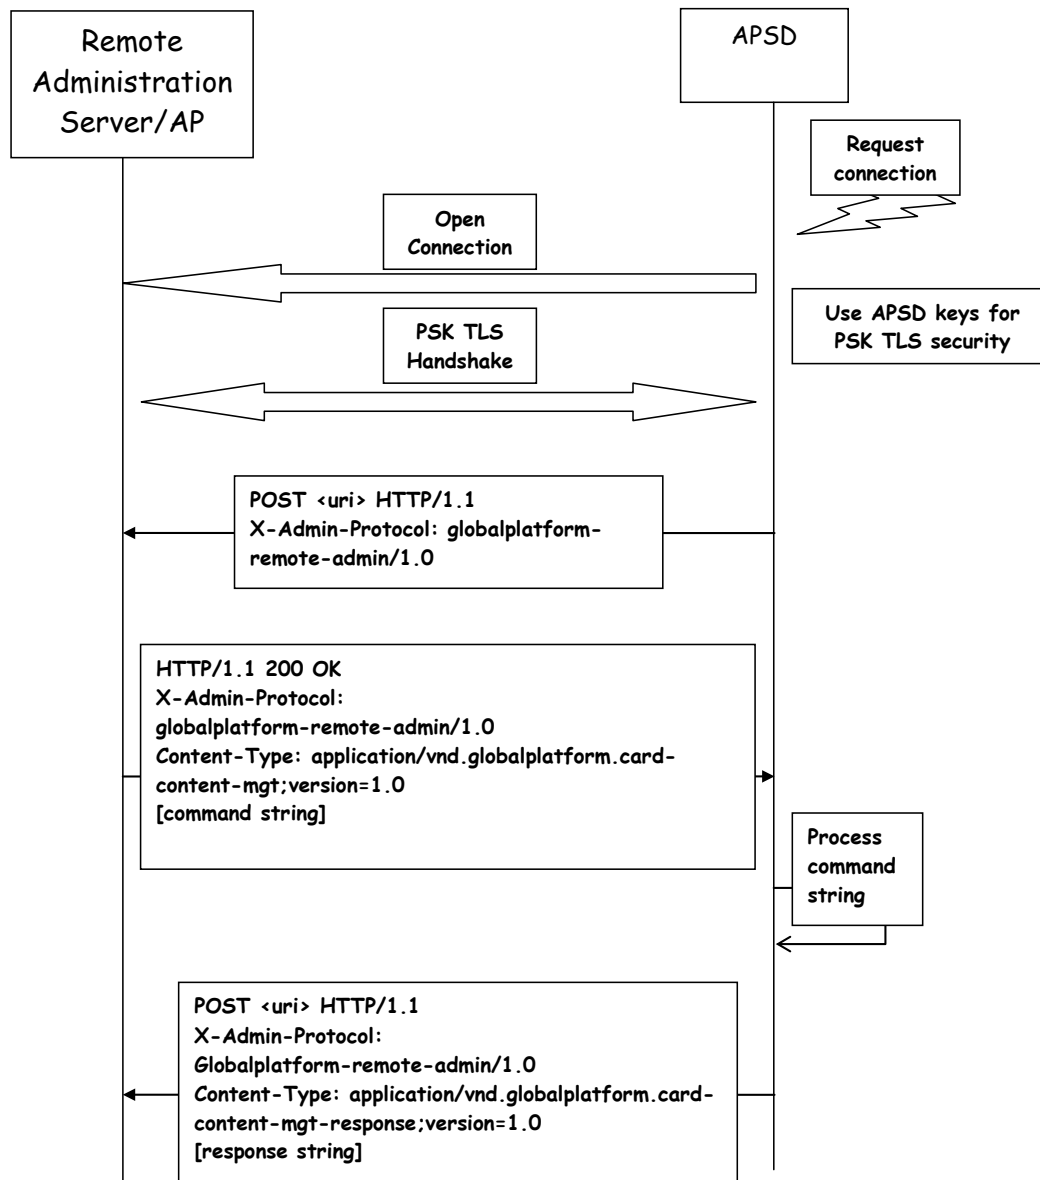 Remote
Administration
Server/AP
APSD
Request
connection
Open
Connection
Use APSD keys for
PSK TLS security
PSK TLS
Handshake
POST <uri> HTTP/1.1
X-Admin-Protocol: globalplatform-
remote-admin/1.0
HTTP/1.1 200 OK
X-Admin-Protocol:
globalplatform-remote-admin/1.0
Content-Type: application/vnd.globalplatform.card-
content-mgt;version=1.0
[command string]
Process
command
string
POST <uri> HTTP/1.1
X-Admin-Protocol:
Globalplatform-remote-admin/1.0
Content-Type: application/vnd.globalplatform.card-
content-mgt-response;version=1.0
[response string]